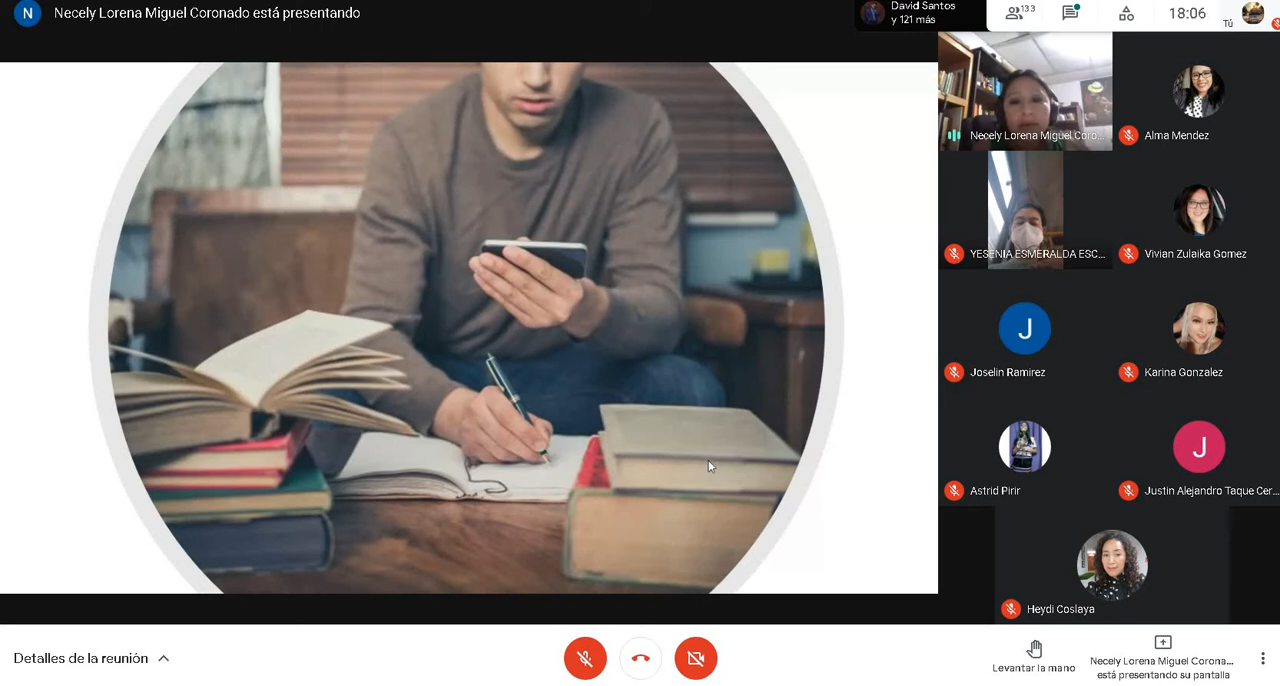 N
Necely Lorena Miguel Coronado está presentando
David Santos
y 121 más
133
18:06
Tú
Necely Lorena Miguel Coro...
Alma Mendez
YESENIA ESMERALDA ESC...
Vivian Zulaika Gomez
J
Joselin Ramirez
Karina Gonzalez
Astrid Pirir
J
Justin Alejandro Taque Cer...
Heydi Coslaya
Detalles de la reunión
Levantar la mano
Necely Lorena Miguel Corona...
está presentando su pantalla